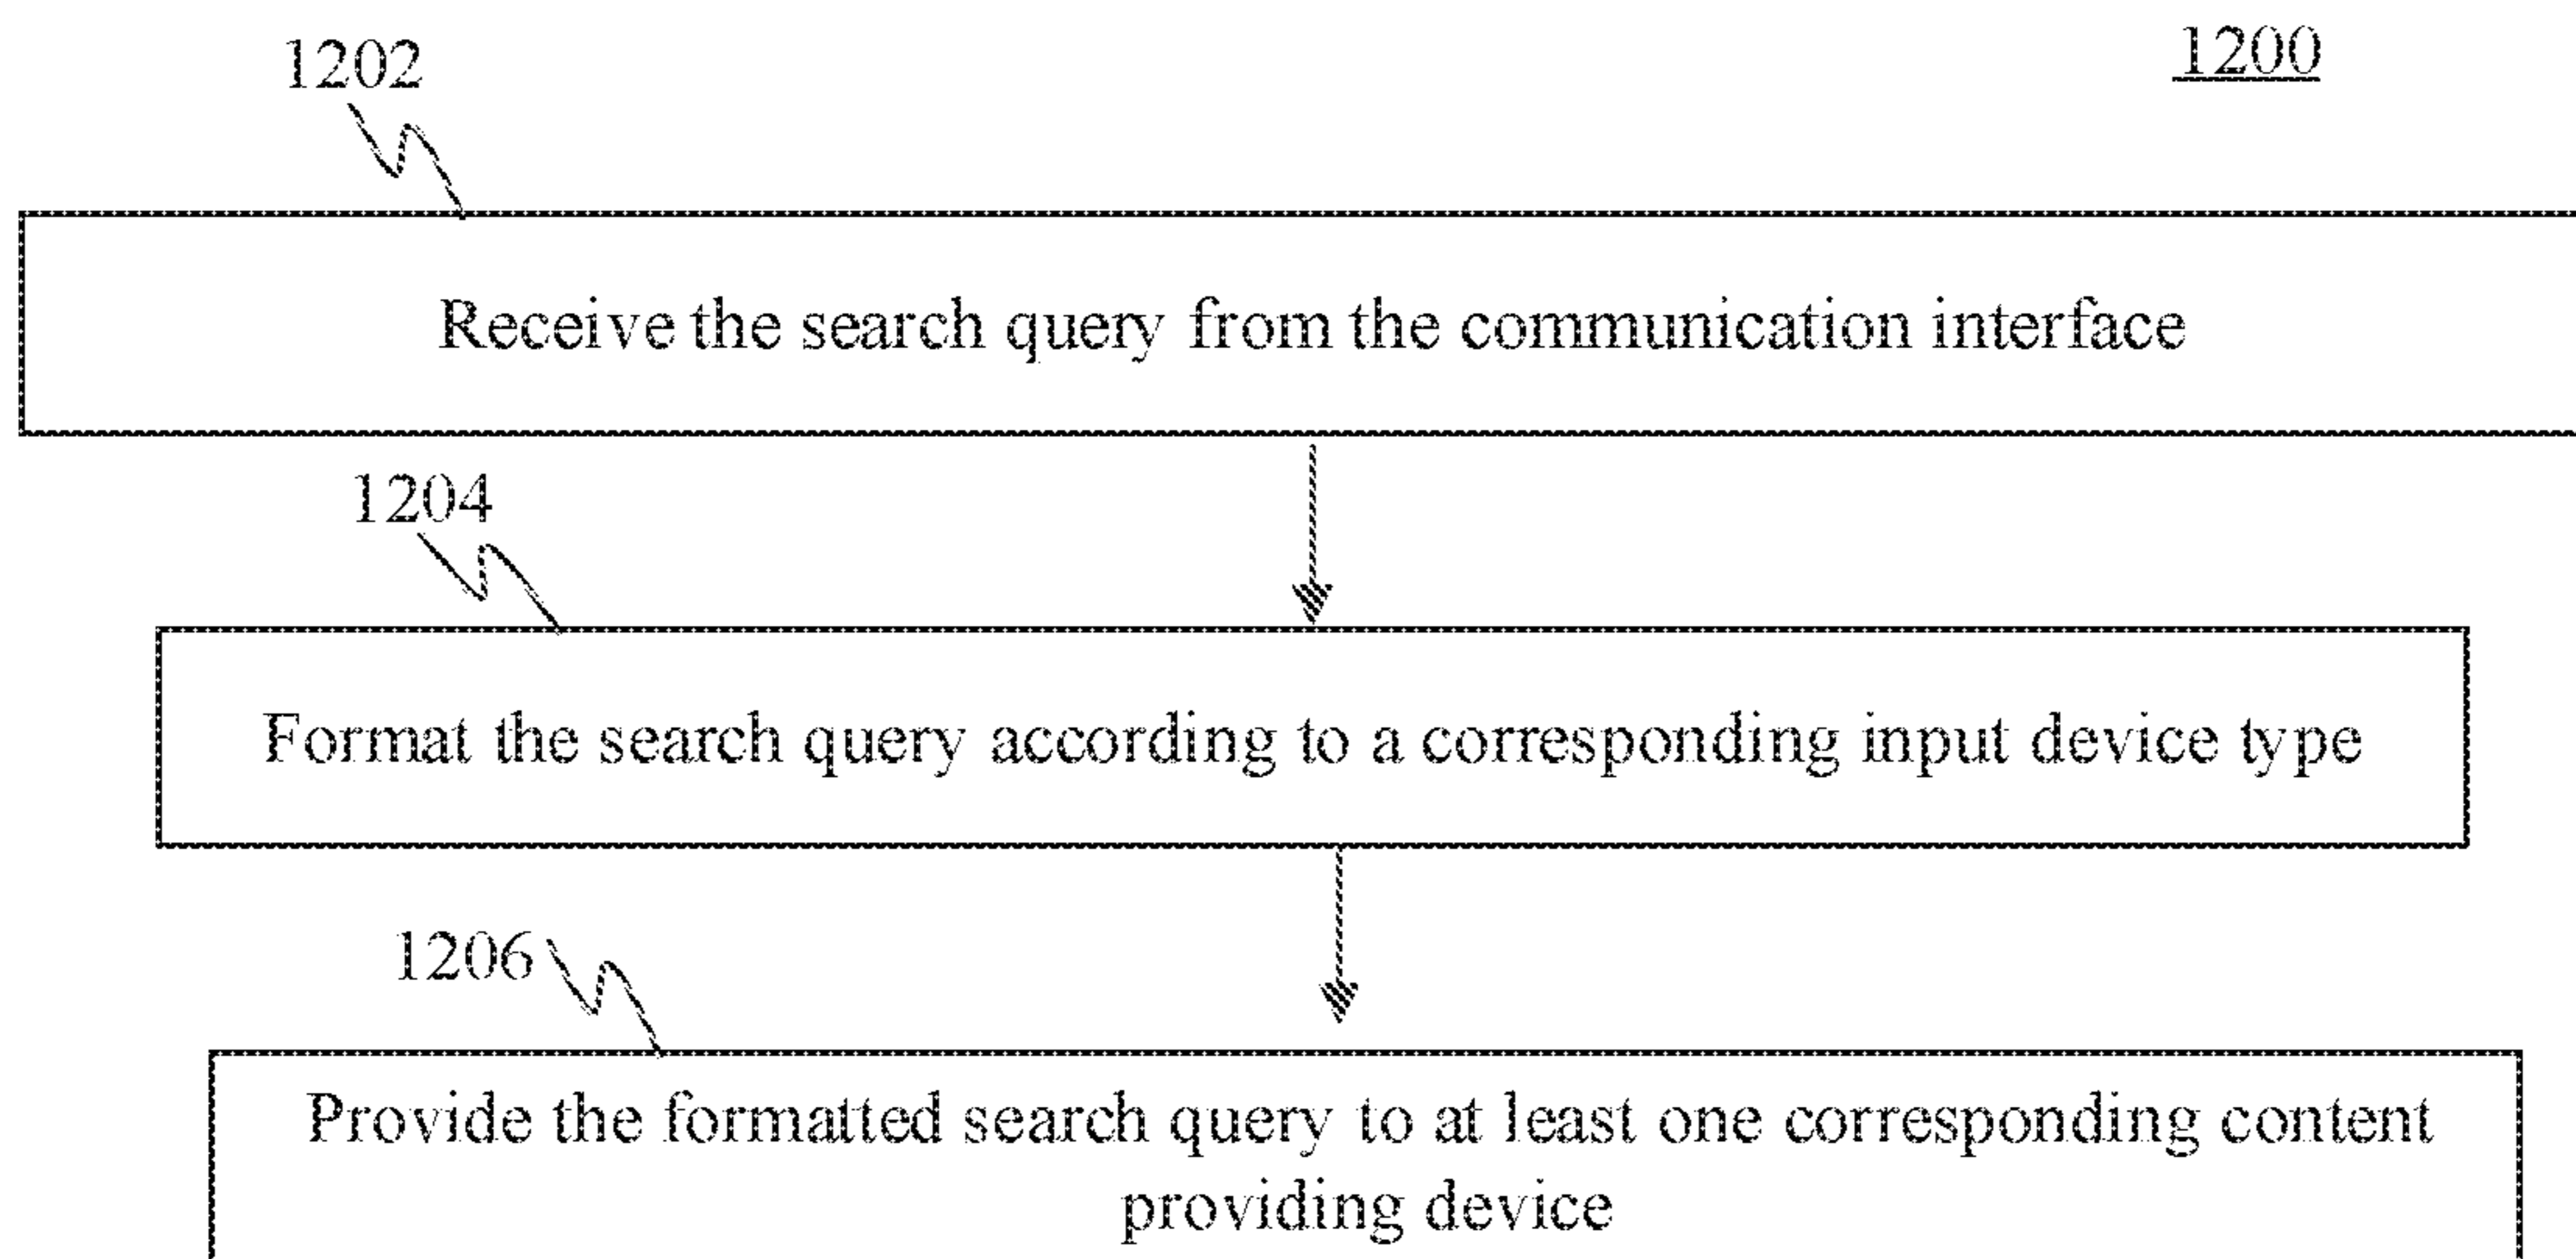 1202
1200
Receive the search query from the communication interface
1204
Format the search query according to a corresponding input device type
1206
Provide the formatted search query to at least one corresponding content
providing device